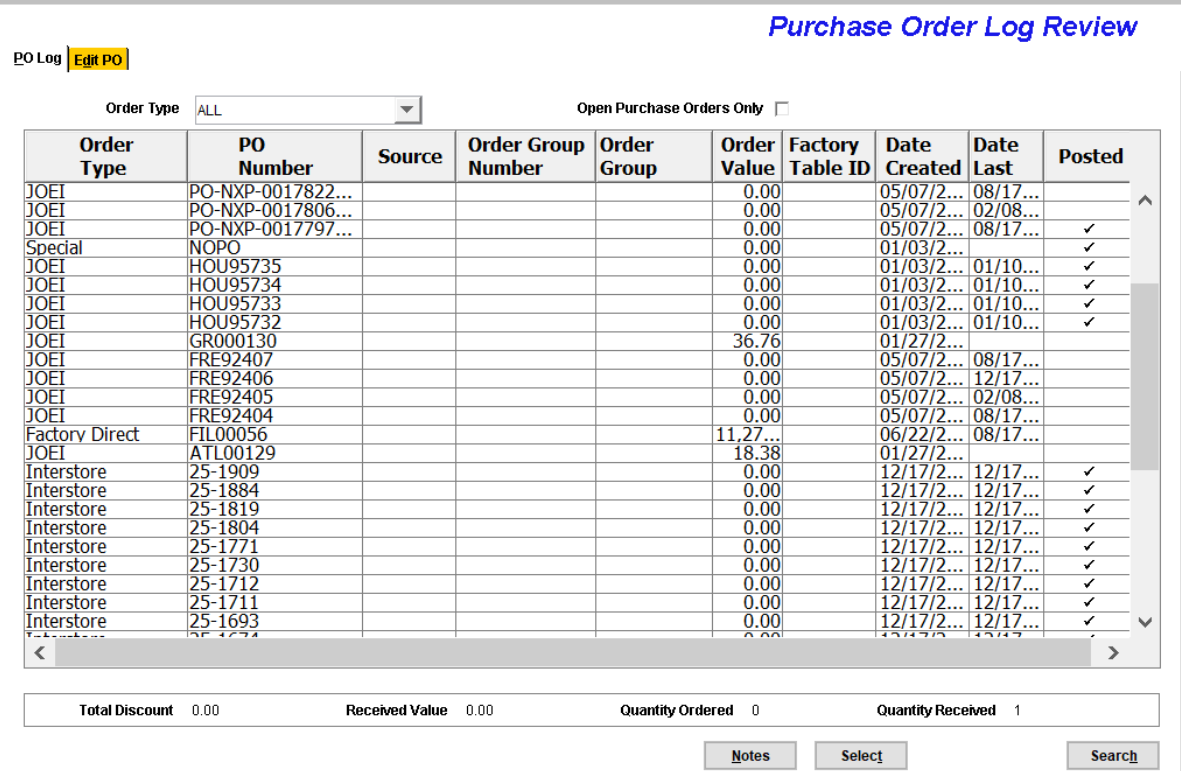 Purchase Order Log Review
PO Log Edit PO
Order Type ALL Open Purchase Orders Only
Order Type PO Number Source Order Group Number Order Group Order Value Factory Table ID Date Created Date Last Posted
JOEI PO-NXP-0017822... 0.00 05/07/2... 08/17...
JOEI PO-NXP-0017806... 0.00 05/07/2... 02/08...
JOEI PO-NXP-0017797... 0.00 05/07/2... 08/17... ✓
Special NOPO 0.00 01/03/2... ✓
JOEI HOU95735 0.00 01/03/2... 01/10... ✓
JOEI HOU95734 0.00 01/03/2... 01/10... ✓
JOEI HOU95733 0.00 01/03/2... 01/10... ✓
JOEI HOU95732 0.00 01/03/2... 01/10... ✓
JOEI GR000130 36.76 01/27/2...
JOEI FRE92407 0.00 05/07/2... 08/17...
JOEI FRE92406 0.00 05/07/2... 12/17...
JOEI FRE92405 0.00 05/07/2... 02/08...
JOEI FRE92404 0.00 05/07/2... 08/17...
Factory Direct FIL00056 11,27... 06/22/2... 08/17...
JOEI ATL00129 18.38 01/27/2...
Interstore 25-1909 0.00 12/17/2... 12/17... ✓
Interstore 25-1884 0.00 12/17/2... 12/17... ✓
Interstore 25-1819 0.00 12/17/2... 12/17... ✓
Interstore 25-1804 0.00 12/17/2... 12/17... ✓
Interstore 25-1771 0.00 12/17/2... 12/17... ✓
Interstore 25-1730 0.00 12/17/2... 12/17... ✓
Interstore 25-1712 0.00 12/17/2... 12/17... ✓
Interstore 25-1711 0.00 12/17/2... 12/17... ✓
Interstore 25-1693 0.00 12/17/2... 12/17... ✓
Total Discount 0.00 Received Value 0.00 Quantity Ordered 0 Quantity Received 1
Notes Select Search